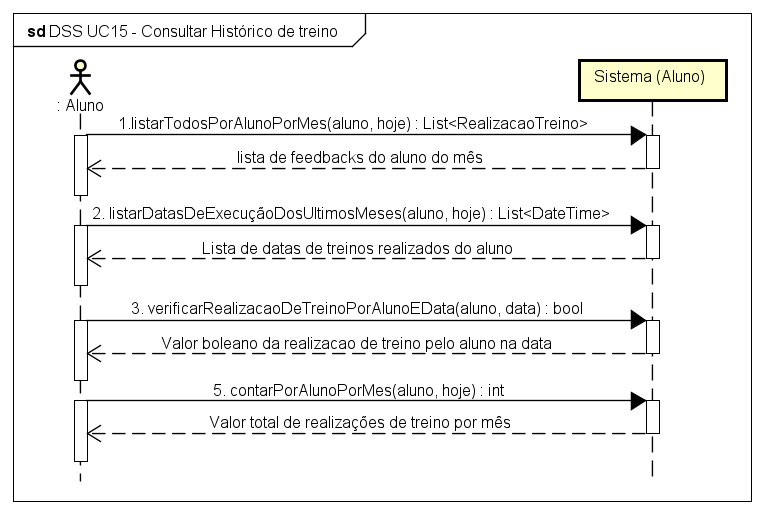 sd DSS UC15 - Consultar Histórico de treino
Sistema (Aluno)
: Aluno
1.listarTodosPorAlunoPorMes(aluno, hoje) : List<RealizacaoTreino>
lista de feedbacks do aluno do mês
2. listarDatasDeExecuçãoDosUltimosMeses(aluno, hoje) : List<DateTime>
Lista de datas de treinos realizados do aluno
3. verificarRealizacaoDeTreinoPorAlunoEData(aluno, data) : bool
Valor boleano da realizacao de treino pelo aluno na data
5. contarPorAlunoPorMes(aluno, hoje) : int
Valor total de realizações de treino por mês